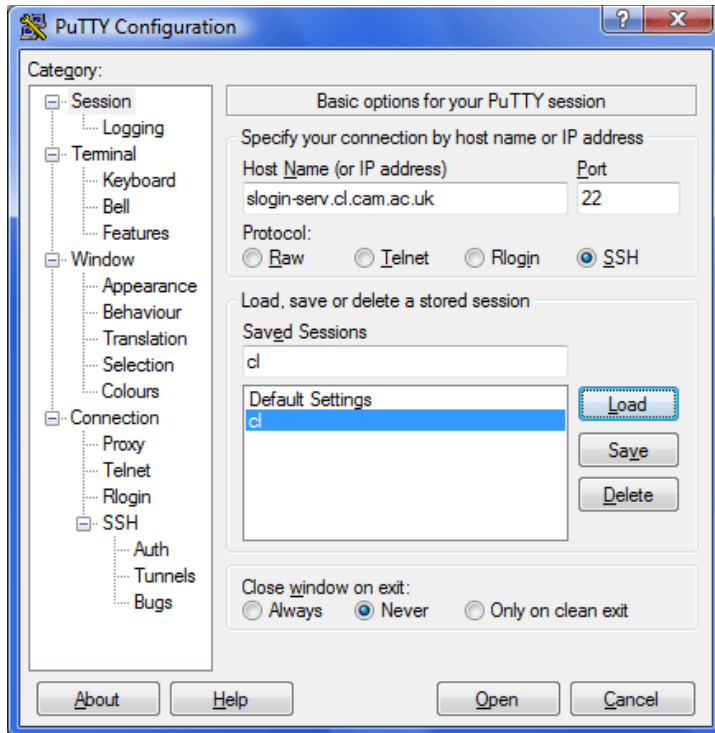 PuTTY Configuration
?
X
Category:
Session
Logging
Terminal
Keyboard
Bell
Features
Window
Appearance
Behaviour
Translation
Selection
Colours
Connection
Proxy
Telnet
Rlogin
SSH
Auth
Tunnels
Bugs
Basic options for your PuTTY session
Specify your connection by host name or IP address
Host Name (or IP address) Port
slogin-serv.cl.cam.ac.uk 22
Protocol:
Raw Telnet Rlogin SSH
Load, save or delete a stored session
Saved Sessions
cl
Default Settings
cl
Load
Save
Delete
Close window on exit:
Always Never Only on clean exit
About Help Open Cancel